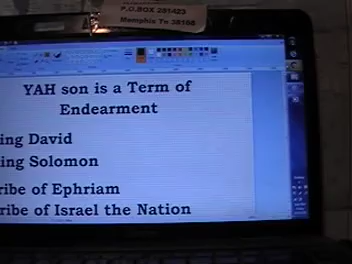 P.O.BOX 281423
Memphis Tn 38168
YAH son is a Term of
Endearment
ing David
ing Solomon
ribe of Ephriam
ribe of Israel the Nation